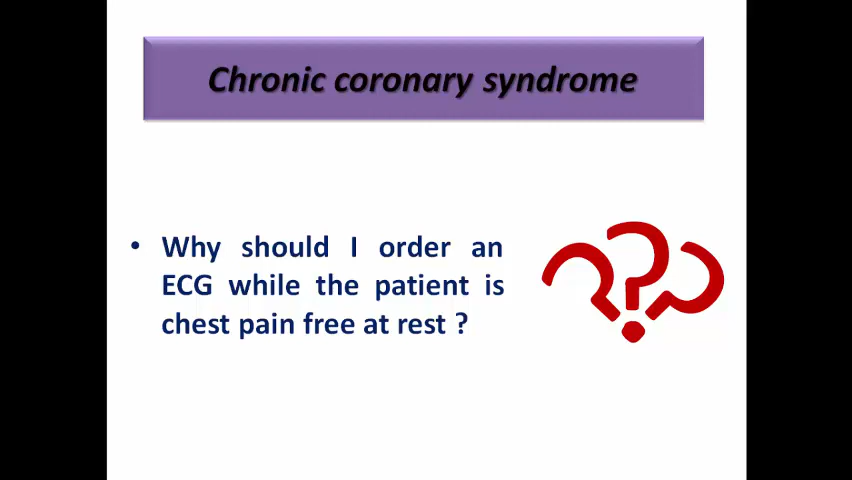 Chronic coronary syndrome
• Why should I order an
ECG while the patient is
chest pain free at rest ?